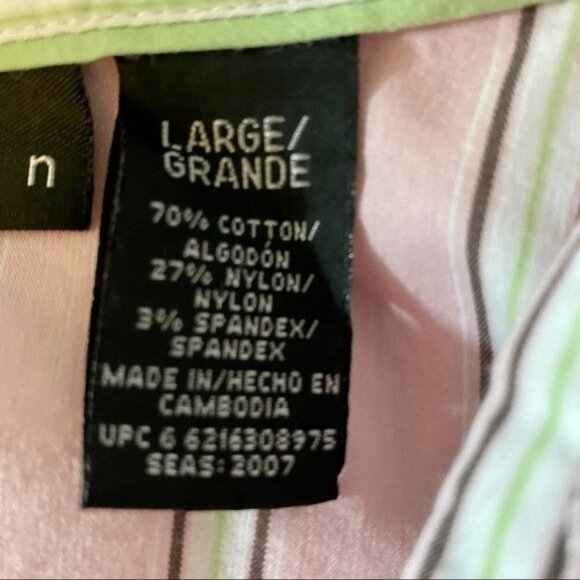 n
LARGE/
GRANDE
70% COTTON/
ALGODÓN
27% NYLON/
NYLON
3% SPANDEX/
SPANDEX
MADE IN/HECHO EN
CAMBODIA
UPC 6 6216308975
SEAS: 2007